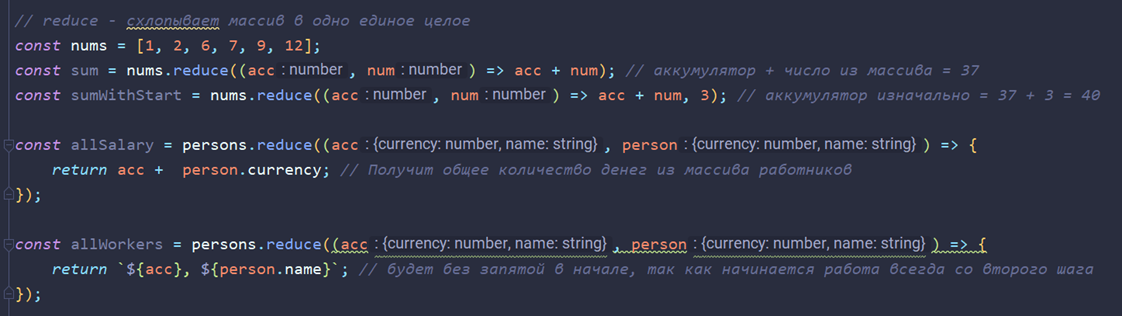 // reduce - схлопывает массив в одно единое целое
const nums = [1, 2, 6, 7, 9, 12];
const sum = nums.reduce((acc : number , num : number ) => acc + num); // аккумулятор + число из массива = 37
const sumWithStart = nums.reduce((acc : number , num : number ) => acc + num, 3); // аккумулятор изначально = 37 + 3 = 40
const allSalary = persons.reduce((acc : {currency: number, name: string} , person : {currency: number, name: string} ) => {
return acc +  person.currency; // Получит общее количество денег из массива работников
});
const allWorkers = persons.reduce((acc : {currency: number, name: string} , person : {currency: number, name: string} ) => {
return `${acc}, ${person.name}`; // будет без запятой в начале, так как начинается работа всегда со второго шага
});